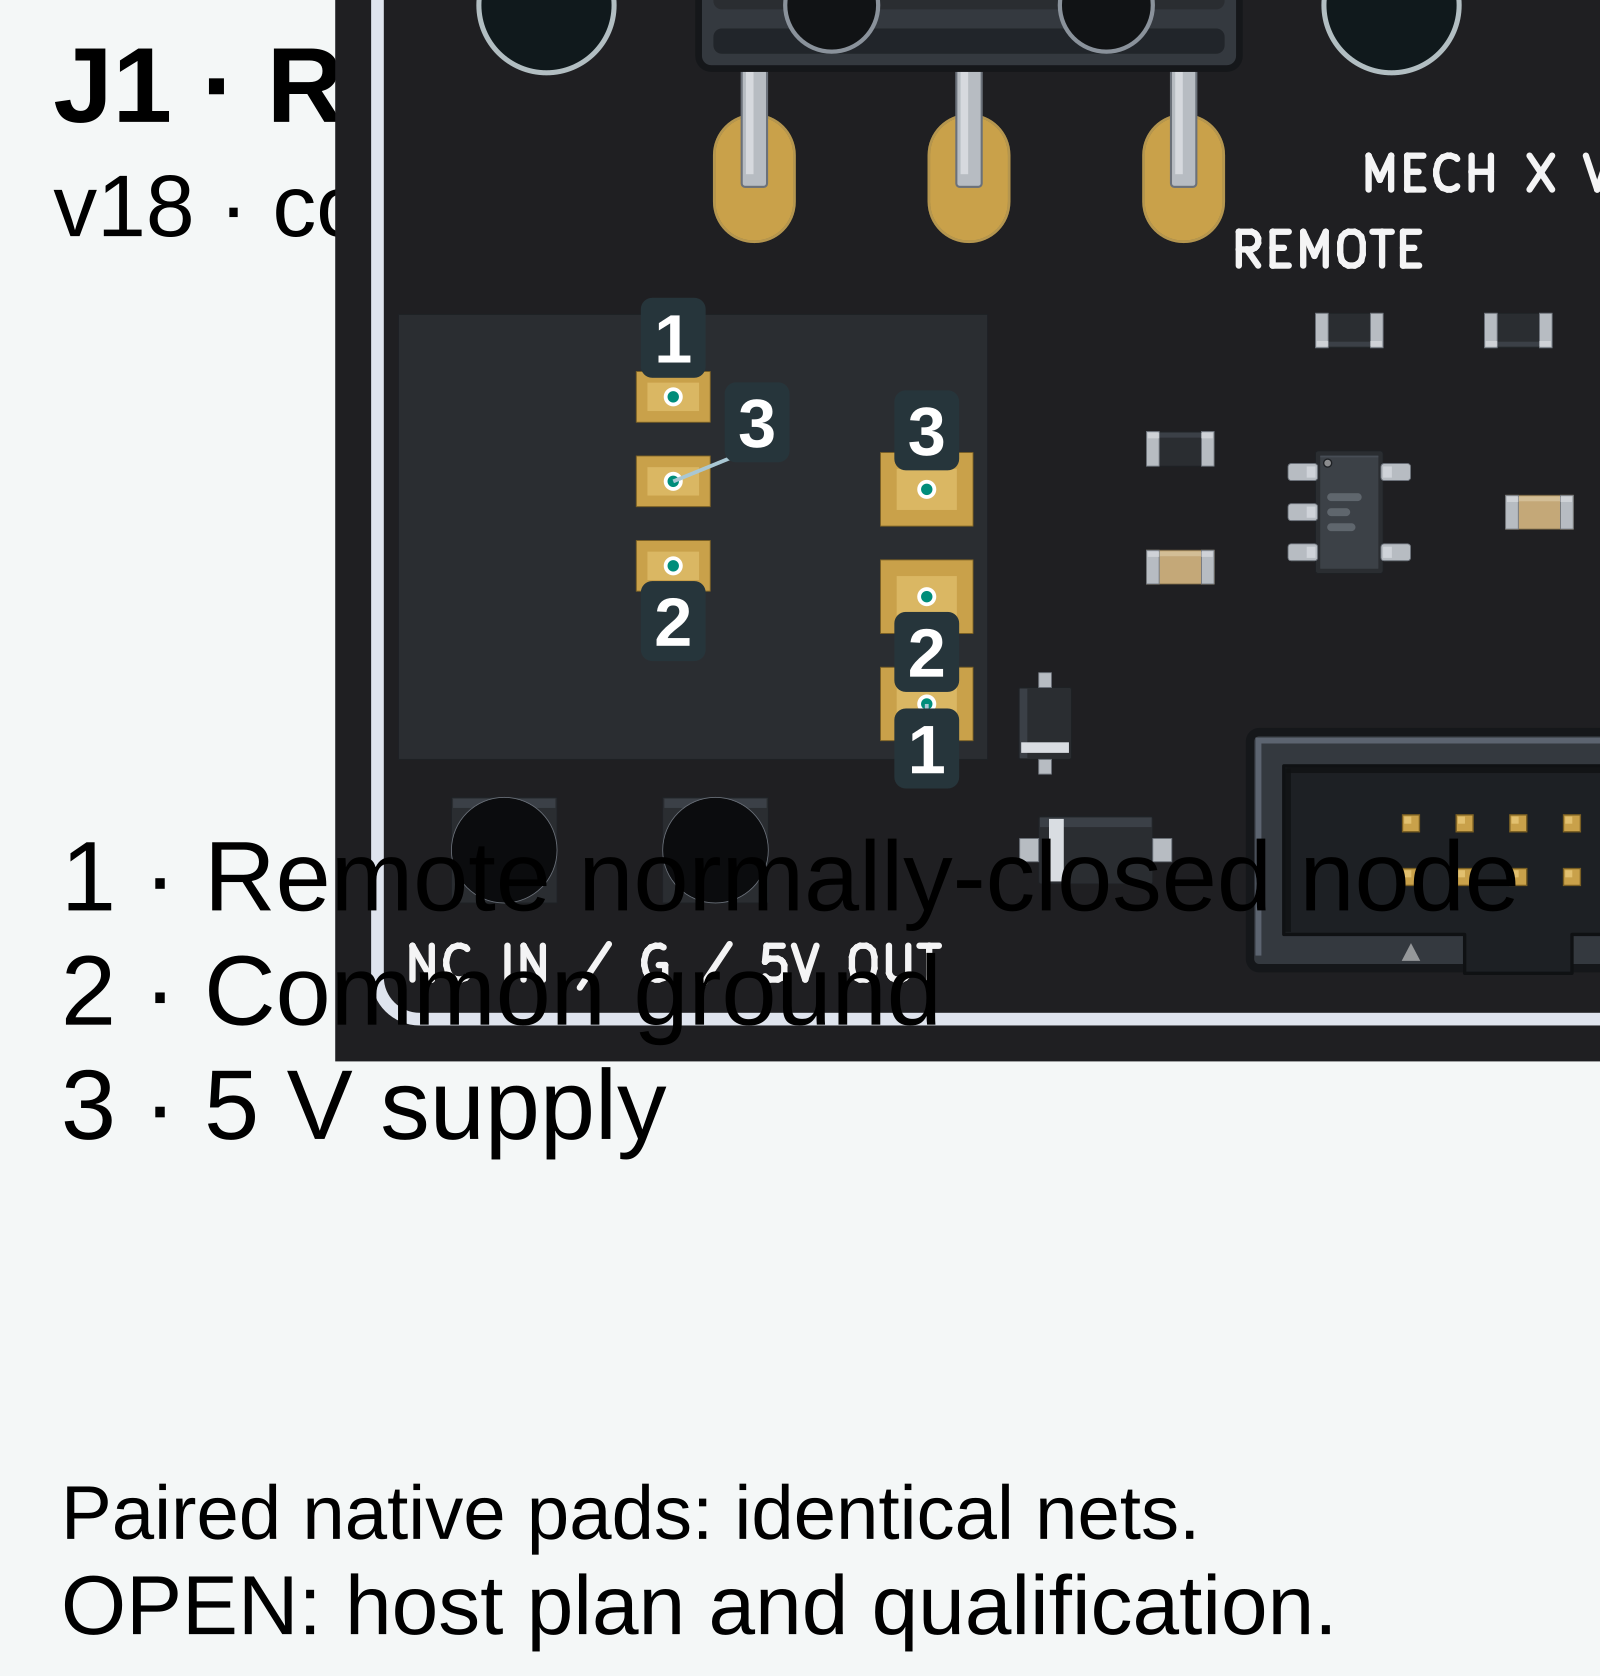 J1 · R
v18 · co
MECH X V
REMOTE
1
3
3
2
2
1
1 · Remote normally-closed node
NC IN / G / 5V OUT
2 · Common ground
3 · 5 V supply
Paired native pads: identical nets.
OPEN: host plan and qualification.